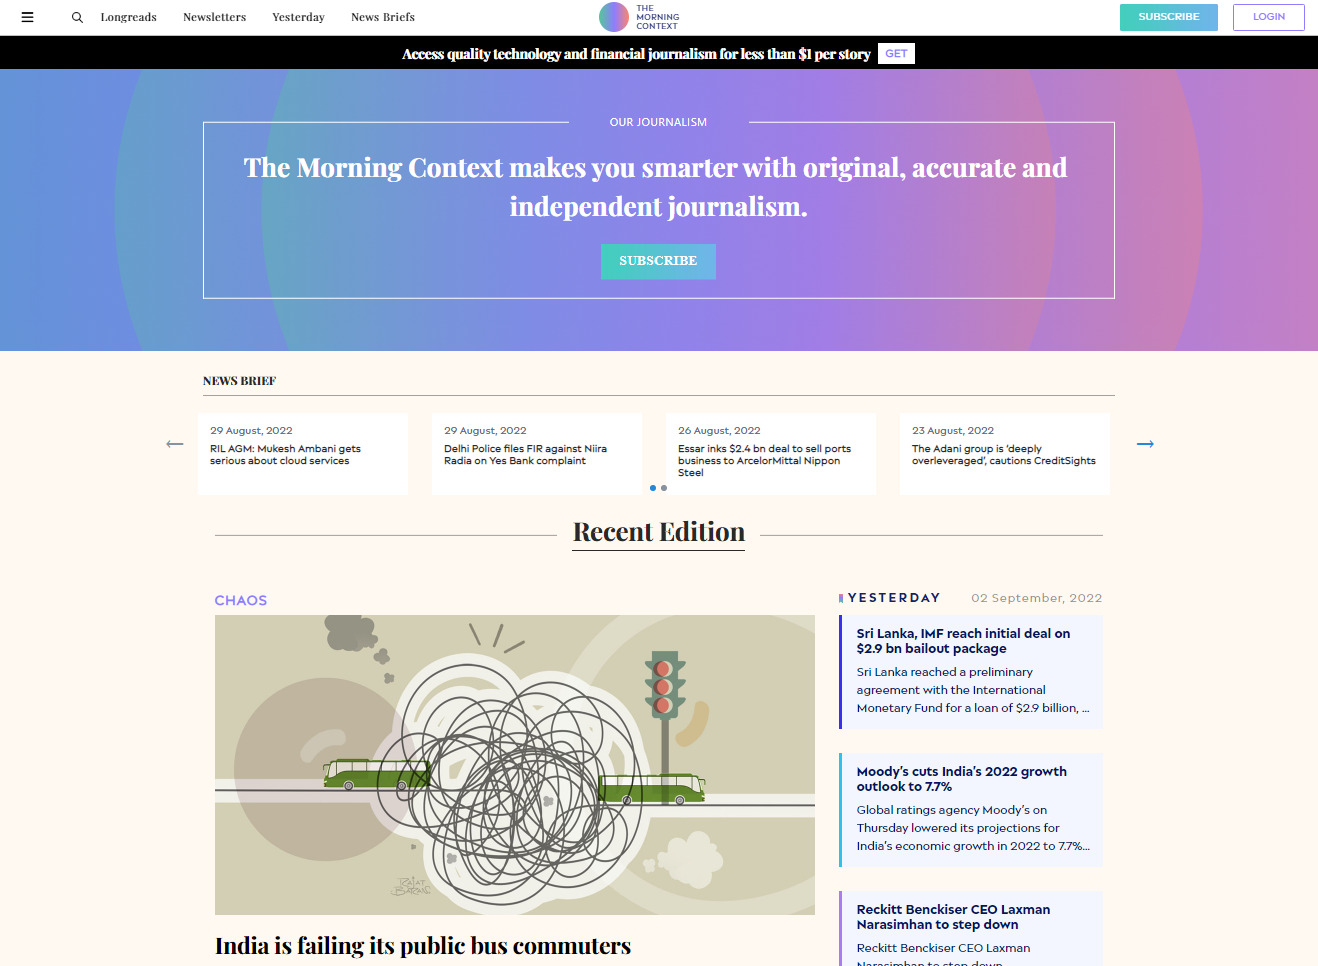 Longreads
Newsletters
Yesterday
News Briefs
THE
MORNING
CONTEXT
SUBSCRIBE
LOGIN
Access quality technology and financial journalism for less than $1 per story
GET
OUR JOURNALISM
The Morning Context makes you smarter with original, accurate and
independent journalism.
SUBSCRIBE
NEWS BRIEF
29 August, 2022
RIL AGM: Mukesh Ambani gets
serious about cloud services
29 August, 2022
Delhi Police files FIR against Niira
Radia on Yes Bank complaint
26 August, 2022
Essar inks $2.4 bn deal to sell ports
business to ArcelorMittal Nippon
Steel
23 August, 2022
The Adani group is ‘deeply
overleveraged’, cautions CreditSights
Recent Edition
CHAOS
RAJAT
BARAN
India is failing its public bus commuters
YESTERDAY
02 September, 2022
Sri Lanka, IMF reach initial deal on
$2.9 bn bailout package
Sri Lanka reached a preliminary
agreement with the International
Monetary Fund for a loan of $2.9 billion, ...
Moody’s cuts India’s 2022 growth
outlook to 7.7%
Global ratings agency Moody’s on
Thursday lowered its projections for
India’s economic growth in 2022 to 7.7%...
Reckitt Benckiser CEO Laxman
Narasimhan to step down
Reckitt Benckiser CEO Laxman
Narasimhan to step down